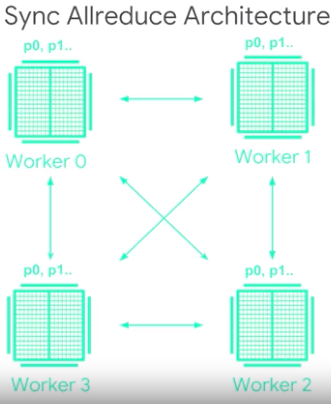 Sync Allreduce Architecture
p0, p1..
p0, p1..
Worker 0
Worker 1
p0, p1..
p0, p1..
Worker 3
Worker 2